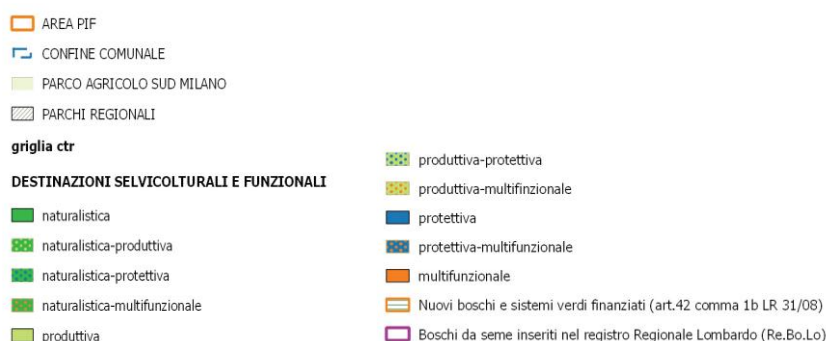 AREA PIF
CONFINE COMUNALE
PARCO AGRICOLO SUD MILANO
PARCHI REGIONALI
griglia ctr
DESTINAZIONI SELVICOLTURALI E FUNZIONALI
naturalistica
naturalistica-produttiva
naturalistica-protettiva
naturalistica-multifunzionale
produttiva
produttiva-protettiva
produttiva-multifinzionale
protettiva
protettiva-multifunzionale
multifunzionale
Nuovi boschi e sistemi verdi finanziati (art.42 comma 1b LR 31/08)
Boschi da seme inseriti nel registro Regionale Lombardo (Re.Bo.Lo)